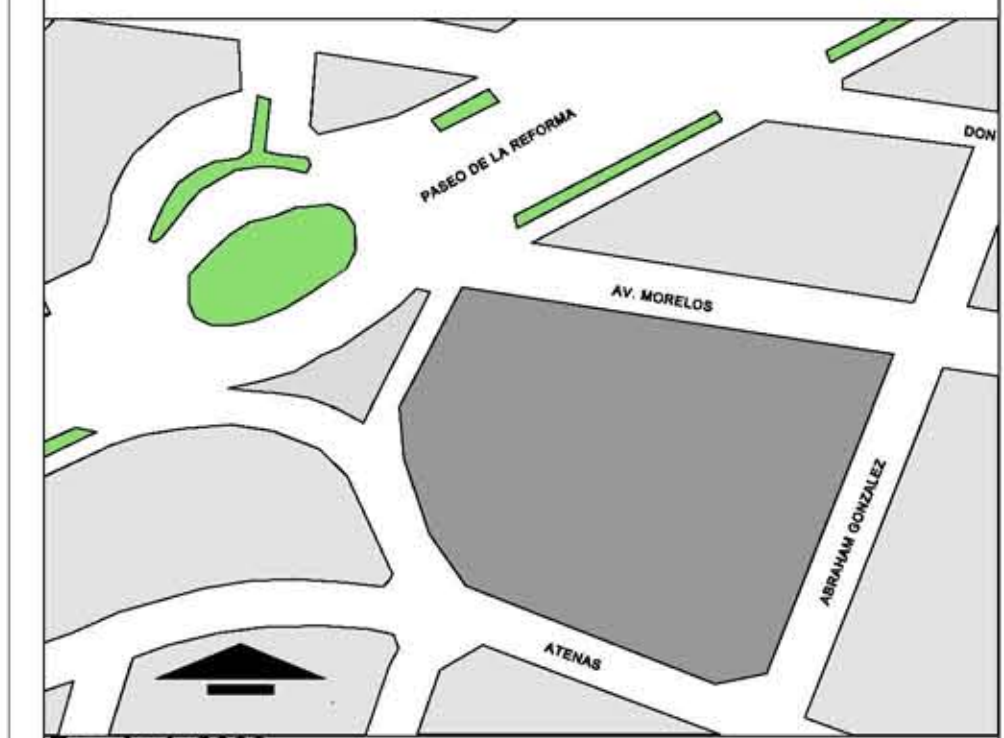 DON
PASEO DE LA REFORMA
AV. MORELOS
ABRAHAM GONZALEZ
ATENAS